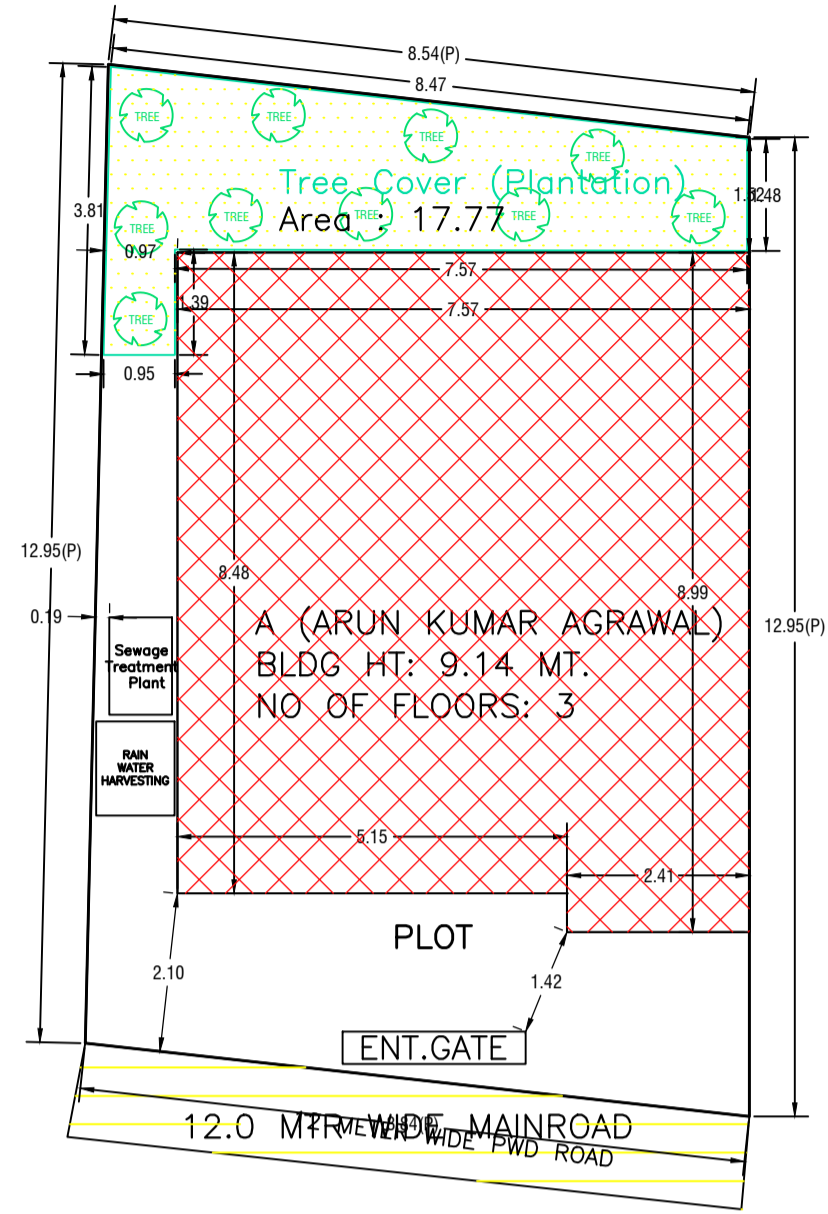 8.54(P)
8.47
TREE
TREE
TREE
TREE
Tree Cover (Plantation)
Area : 17.77
TREE
TREE
TREE
TREE
TREE
3.81
1.48
0.97
7.57
7.57
1.39
TREE
0.95
12.95(P)
8.48
8.99
12.95(P)
0.19
A (ARUN KUMAR AGRAWAL)
BLDG HT: 9.14 MT.
NO OF FLOORS: 3
Sewage
Treatment
Plant
RAIN
WATER
HARVESTING
5.15
2.41
PLOT
2.10
1.42
ENT.GATE
12.0 MTR WIDE MAINROAD
12 METER WIDE PWD ROAD